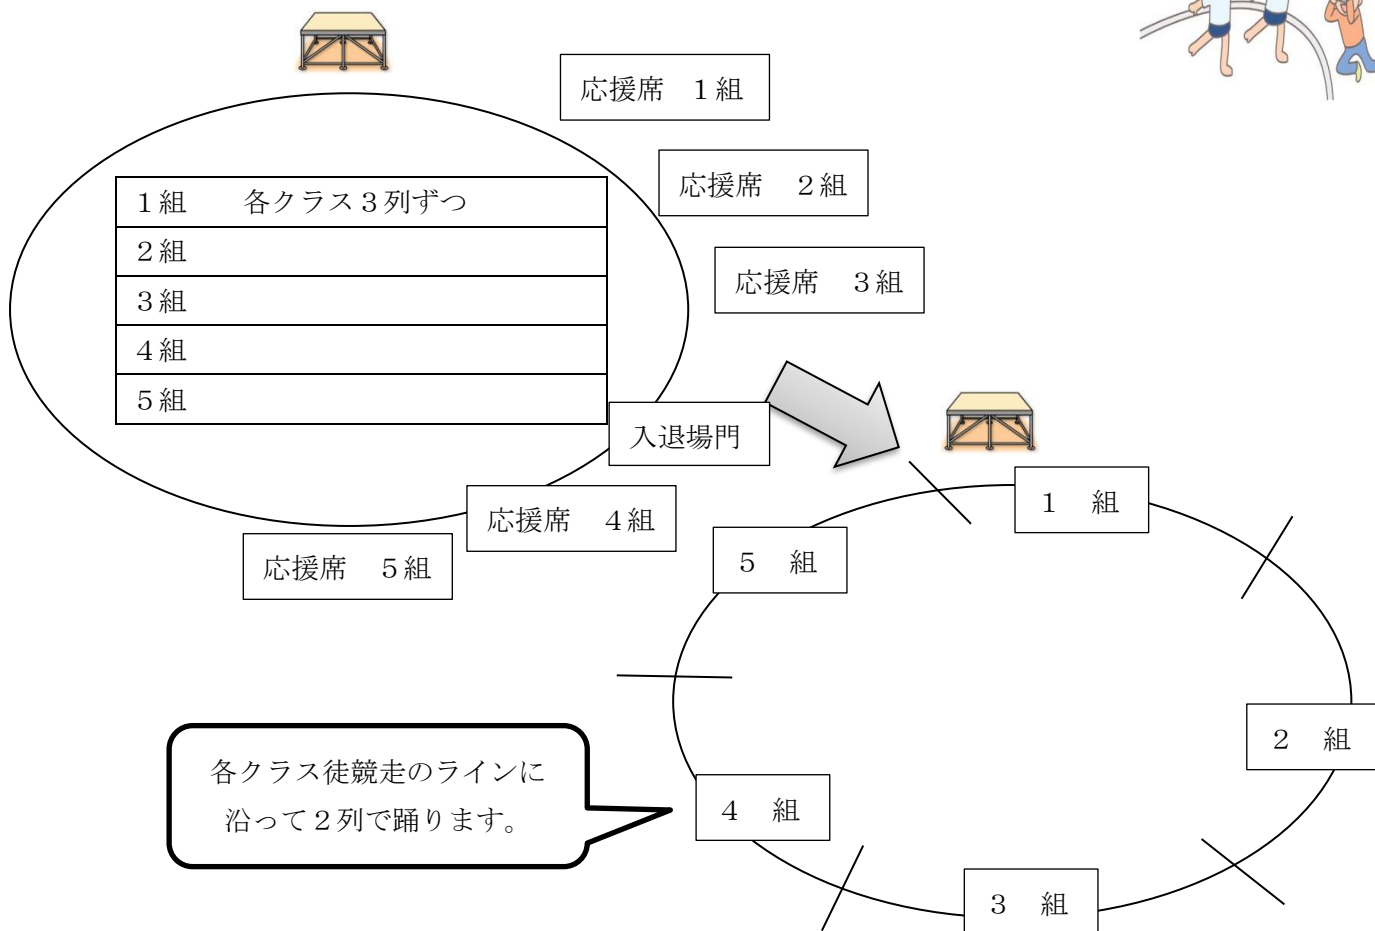 応援席　１組
応援席　２組
１組　　各クラス３列ずつ
２組
３組
４組
５組
応援席　３組
入退場門
応援席　４組
応援席　５組
１　組
５　組
２　組
４　組
３　組
各クラス徒競走のラインに
沿って２列で踊ります。